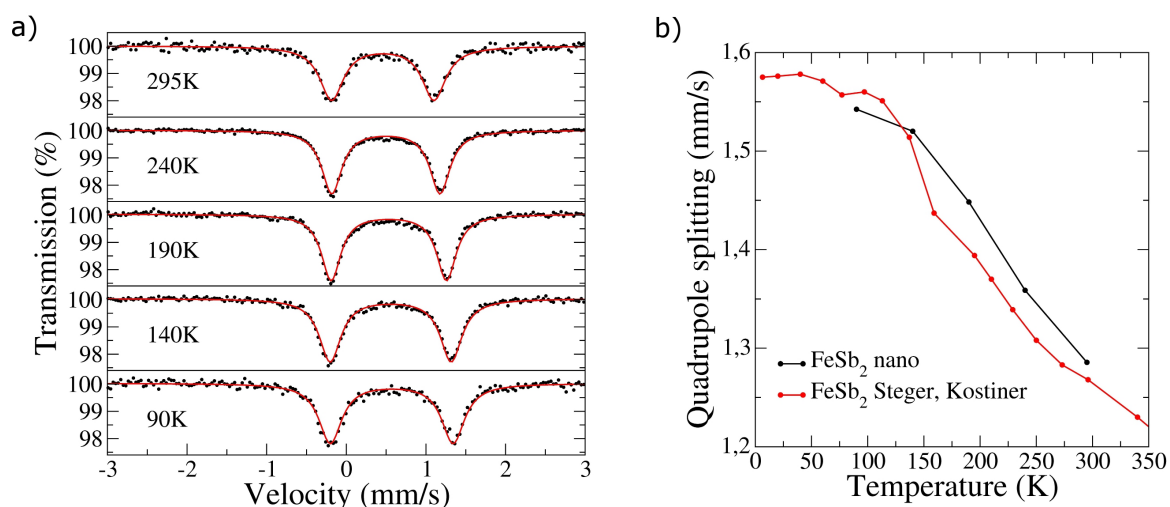 a)
Transmission (%)
100
99
98
295K
100
99
98
240K
100
99
98
190K
100
99
98
140K
100
99
98
90K
-3 -2 -1 0 1 2 3
Velocity (mm/s)
b)
Quadrupole splitting (mm/s)
1,6
1,5
1,4
1,3
1,2
FeSb₂ nano
FeSb₂ Steger, Kostiner
0 50 100 150 200 250 300 350
Temperature (K)